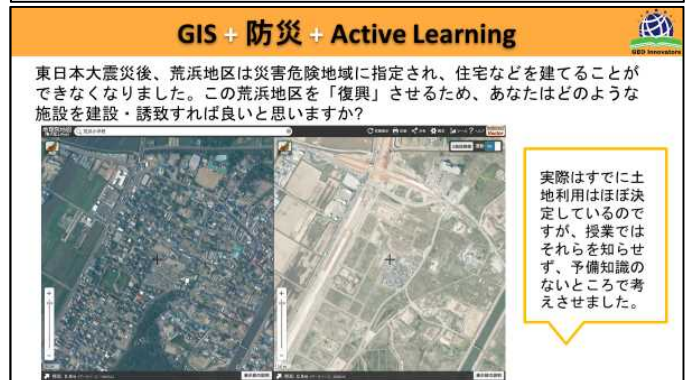 GIS + 防災 + Active Learning
GEO Innovators
東日本大震災後、荒浜地区は災害危険地域に指定され、住宅などを建てることが
できなくなりました。この荒浜地区を「復興」させるため、あなたはどのような
施設を建設・誘致すれば良いと思いますか?
荒浜小学校
実際はすでに土
地利用はほぼ決
定しているので
すが、授業では
それらを知らせ
ず、予備知識の
ないところで考
えさせました。